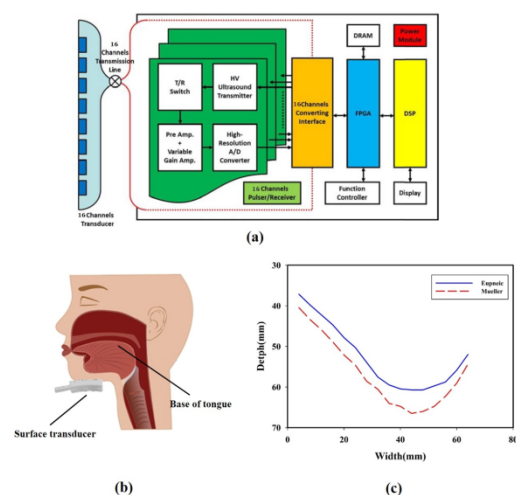 16
Channels
Transmission
Line
16 Channels
Transducer
T/R
Switch
HV
Ultrasound
Transmitter
Pre Amp.
+
Variable
Gain Amp.
High-
Resolution
A/D
Converter
16 Channels
Pulser/Receiver
16Channels
Converting
Interface
DRAM
FPGA
Function
Controller
Power
Module
DSP
Display
(a)
Base of tongue
Surface transducer
(b)
30
40
50
60
70
Detph(mm)
0
20
40
60
80
Width(mm)
Eupneic
Mueller
(c)